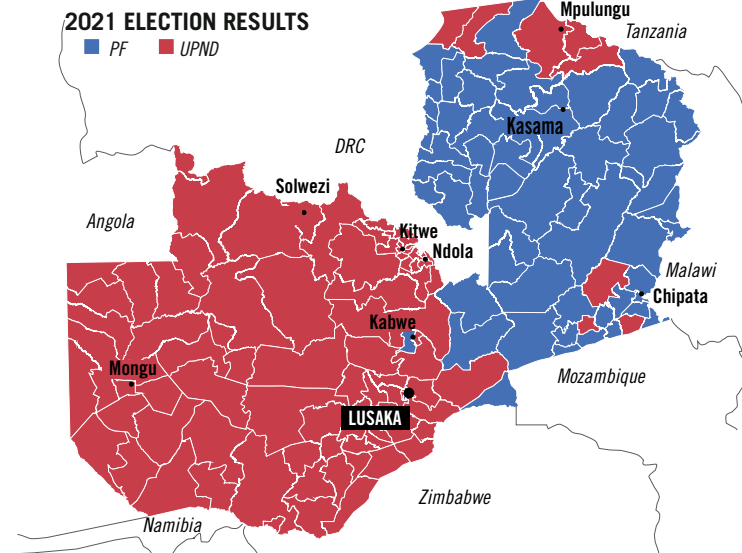 2021 ELECTION RESULTS
PF UPND
Mpulungu
Tanzania
Kasama
DRC
Solwezi
Angola
Kitwe
Ndola
Malawi
Chipata
Kabwe
Mongu
Mozambique
LUSAKA
Zimbabwe
Namibia